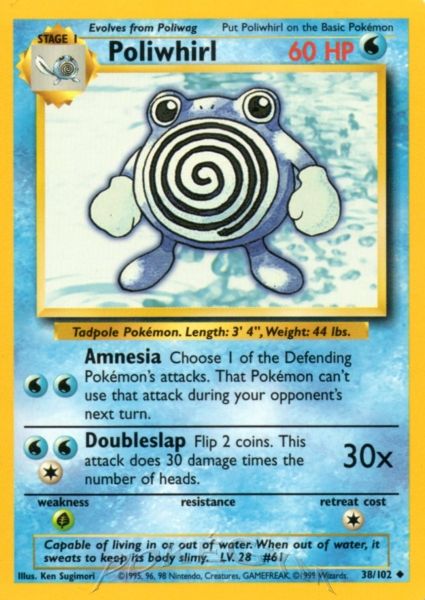 Evolves from Poliwag Put Poliwhirl on the Basic Pokémon
STAGE 1
Poliwhirl 60 HP
Tadpole Pokémon. Length: 3' 4", Weight: 44 lbs.
Amnesia Choose 1 of the Defending
Pokémon's attacks. That Pokémon can't
use that attack during your opponent's
next turn.
Doubleslap Flip 2 coins. This
attack does 30 damage times the
number of heads.
30x
weakness resistance retreat cost
Capable of living in or out of water. When out of water, it
sweats to keep its body slimy. LV. 28 #61
Illus. Ken Sugimori ©1995, 96, 98 Nintendo, Creatures, GAMEFREAK. ©1999 Wizards. 38/102